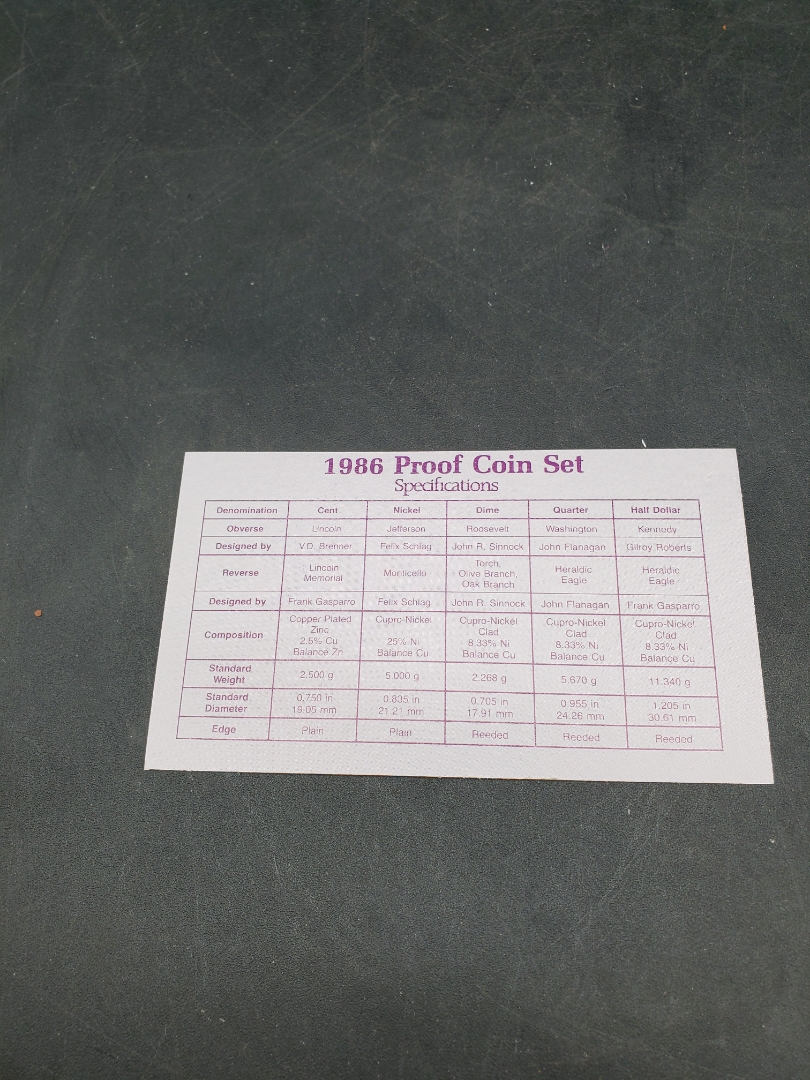 1986 Proof Coin Set
Specifications
Denomination Cent Nickel Dime Quarter Half Dollar
Obverse Lincoln Jefferson Roosevelt Washington Kennedy
Designed by V.D. Brenner Felix Schlag John R. Sinnock John Flanagan Gilroy Roberts
Reverse Lincoln Memorial Monticello Torch, Olive Branch, Oak Branch Heraldic Eagle Heraldic Eagle
Designed by Frank Gasparro Felix Schlag John R. Sinnock John Flanagan Frank Gasparro
Composition Copper Plated Zinc 2.5% Cu Balance Zn Cupro-Nickel 25% Ni Balance Cu Cupro-Nickel Clad 8.33% Ni Balance Cu Cupro-Nickel Clad 8.33% Ni Balance Cu Cupro-Nickel Clad 8.33% Ni Balance Cu
Standard Weight 2.500 g 5.000 g 2.268 g 5.670 g 11.340 g
Standard Diameter 0.750 in 19.05 mm 0.835 in 21.21 mm 0.705 in 17.91 mm 0.955 in 24.26 mm 1.205 in 30.61 mm
Edge Plain Plain Reeded Reeded Reeded